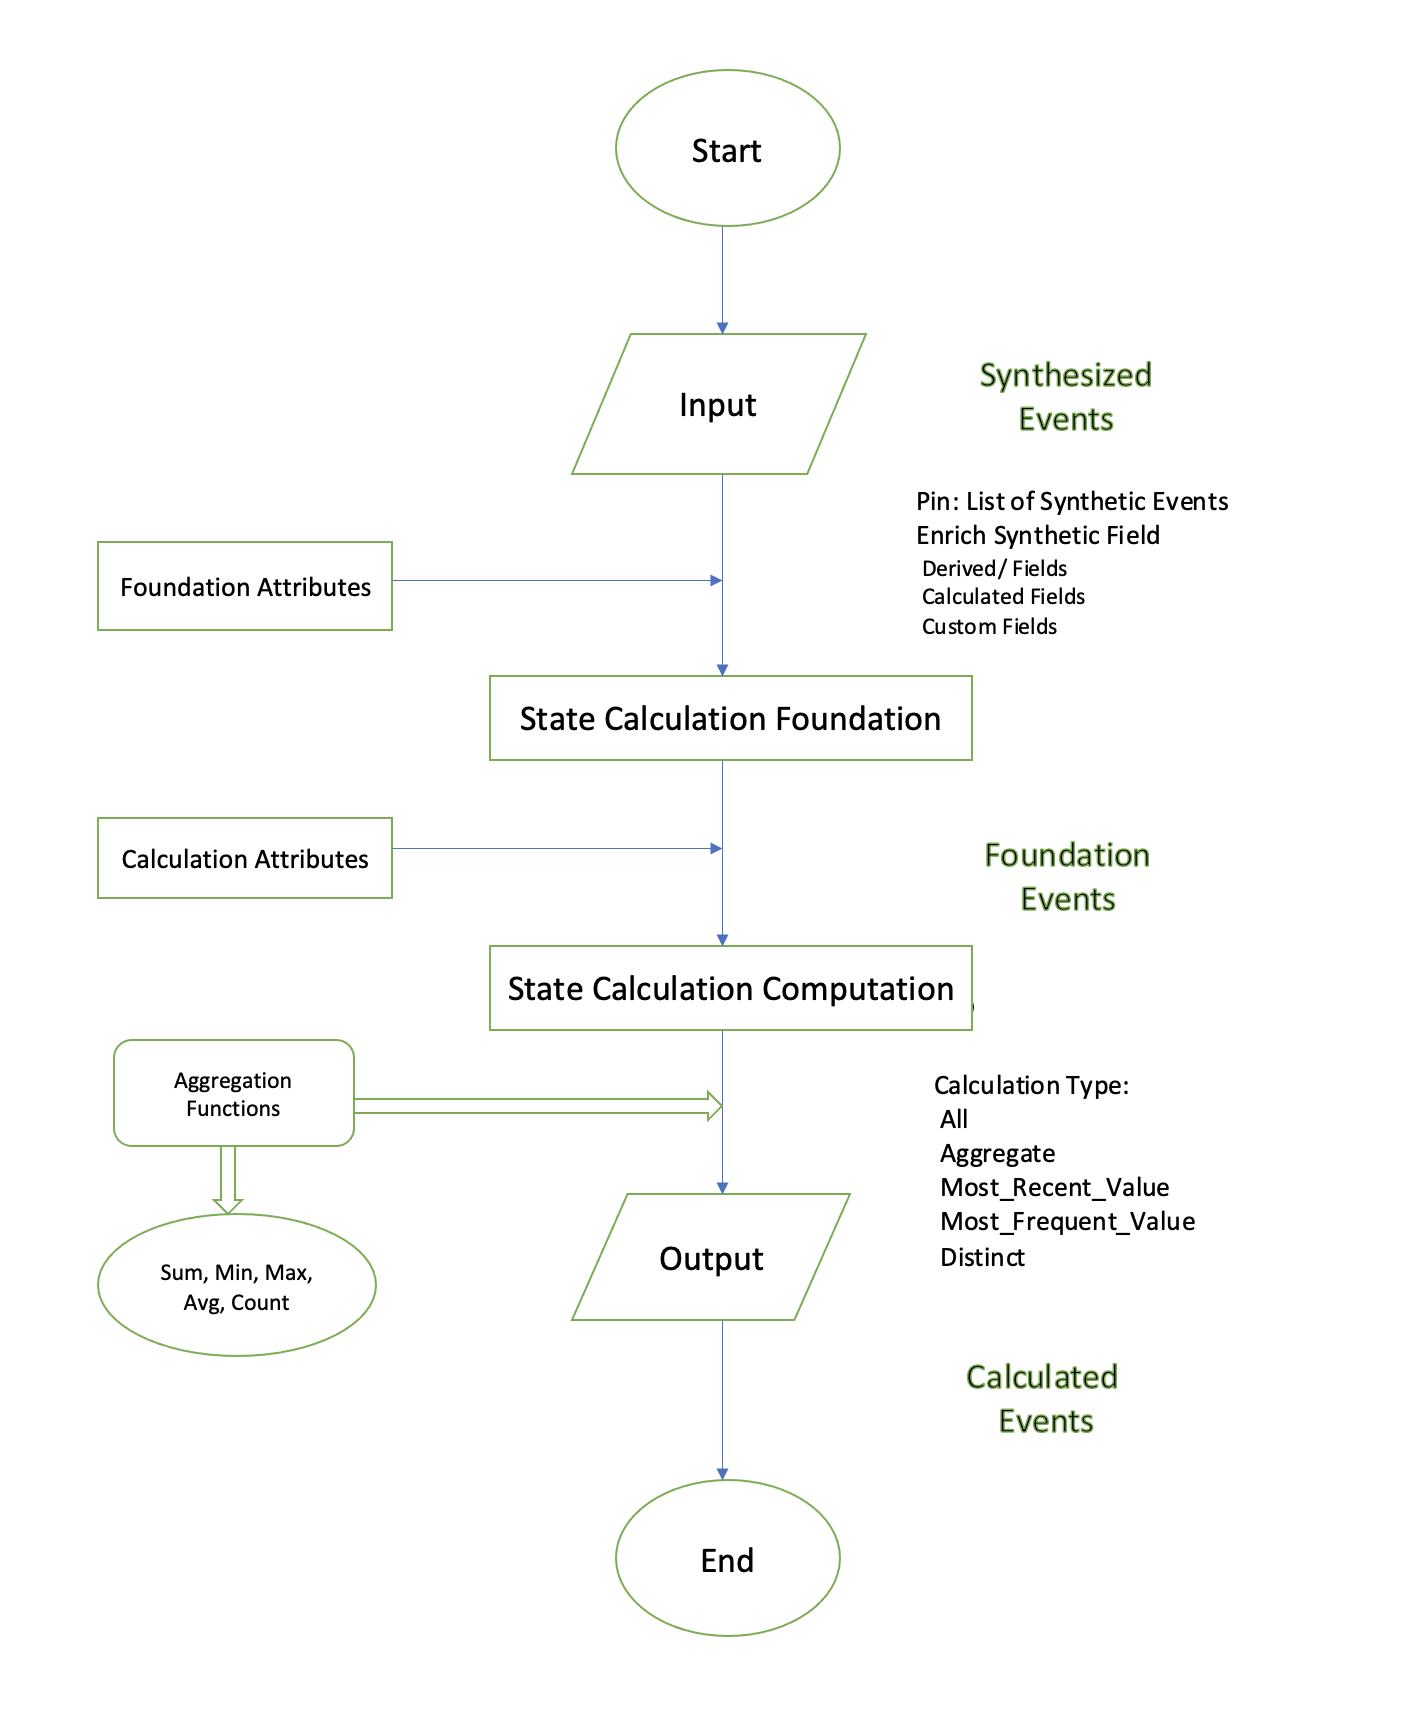 Start
Input
Synthesized
Events
Pin: List of Synthetic Events
Enrich Synthetic Field
Derived/ Fields
Calculated Fields
Custom Fields
Foundation Attributes
State Calculation Foundation
Calculation Attributes
Foundation
Events
State Calculation Computation
Aggregation
Functions
Calculation Type:
All
Aggregate
Most_Recent_Value
Most_Frequent_Value
Distinct
Sum, Min, Max,
Avg, Count
Output
Calculated
Events
End